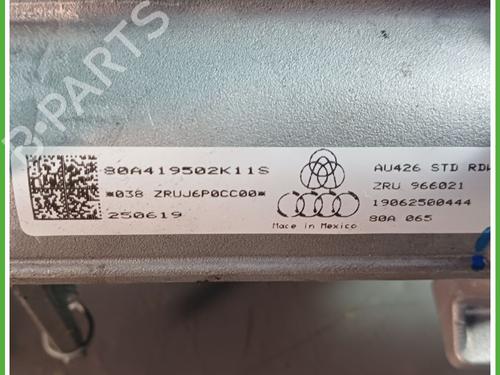 80A419502K11S
*038 ZRUJ6P0CC00*
250619
Made in Mexico
AU426 STD RDW
ZRU 966021
19062500444
80A 065
B-PARTS